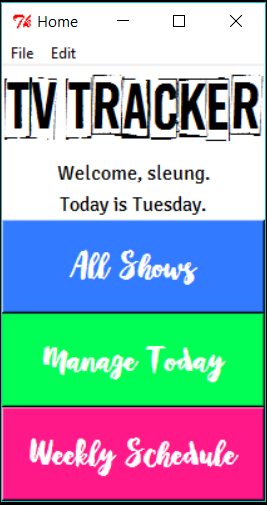 Home
File Edit
TV TRACKER
Welcome, sleung.
Today is Tuesday.
All Shows
Manage Today
Weekly Schedule